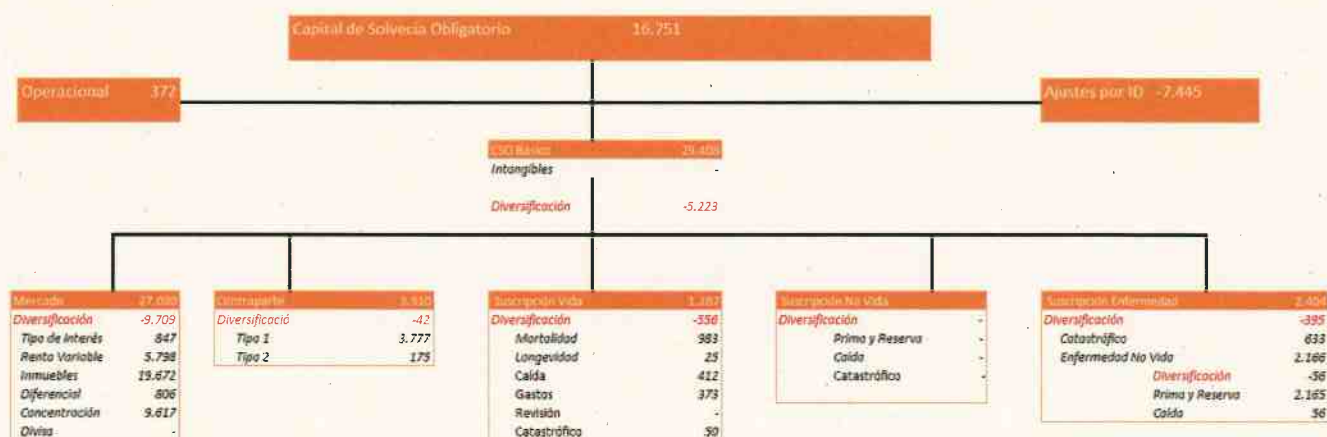 Capital de Solvecia Obligatorio 16.751
Operacional 372
Ajustes por ID -7.445
CSO Básico 29.408
Intangibles -
Diversificación -5.223
Mercado 27.030
Diversificación -9.709
Tipo de Interés 847
Renta Variable 5.798
Inmuebles 19.672
Diferencial 806
Concentración 9.617
Divisa -
Contraparte 3.910
Diversificació -42
Tipo 1 3.777
Tipo 2 175
Suscripción Vida 1.287
Diversificación -556
Mortalidad 983
Longevidad 25
Caída 412
Gastos 373
Revisión -
Catastrófico 50
Suscripción No Vida -
Diversificación -
Prima y Reserva -
Caída -
Catastrófico -
Suscripción Enfermedad 2.404
Diversificación -395
Catastrófico 633
Enfermedad No Vida 2.166
Diversificación -56
Prima y Reserva 2.165
Caída 56